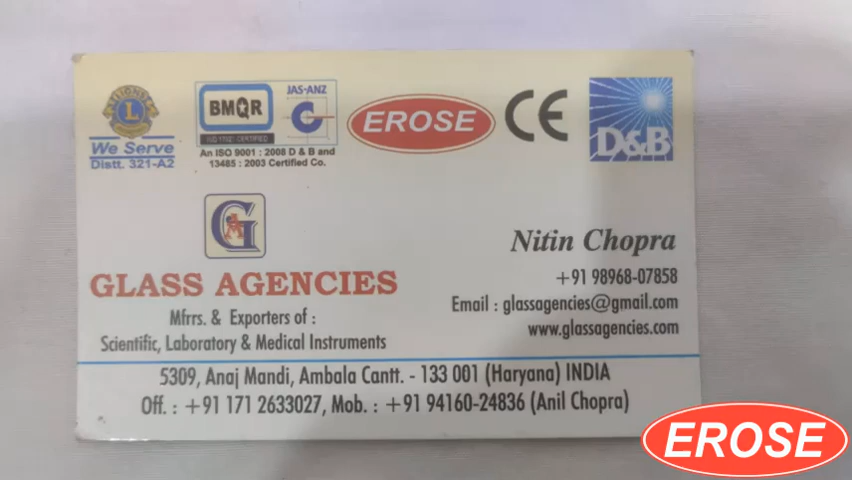 LIONS
L
We Serve
Distt. 321-A2
BMQR
JAS-ANZ
An ISO 9001 : 2008 D & B and
13485 : 2003 Certified Co.
EROSE
CE
D&B
G
GLASS AGENCIES
Mfrrs. & Exporters of :
Scientific, Laboratory & Medical Instruments
Nitin Chopra
+91 98968-07858
Email : glassagencies@gmail.com
www.glassagencies.com
5309, Anaj Mandi, Ambala Cantt. - 133 001 (Haryana) INDIA
Off. : +91 171 2633027, Mob. : +91 94160-24836 (Anil Chopra)
EROSE